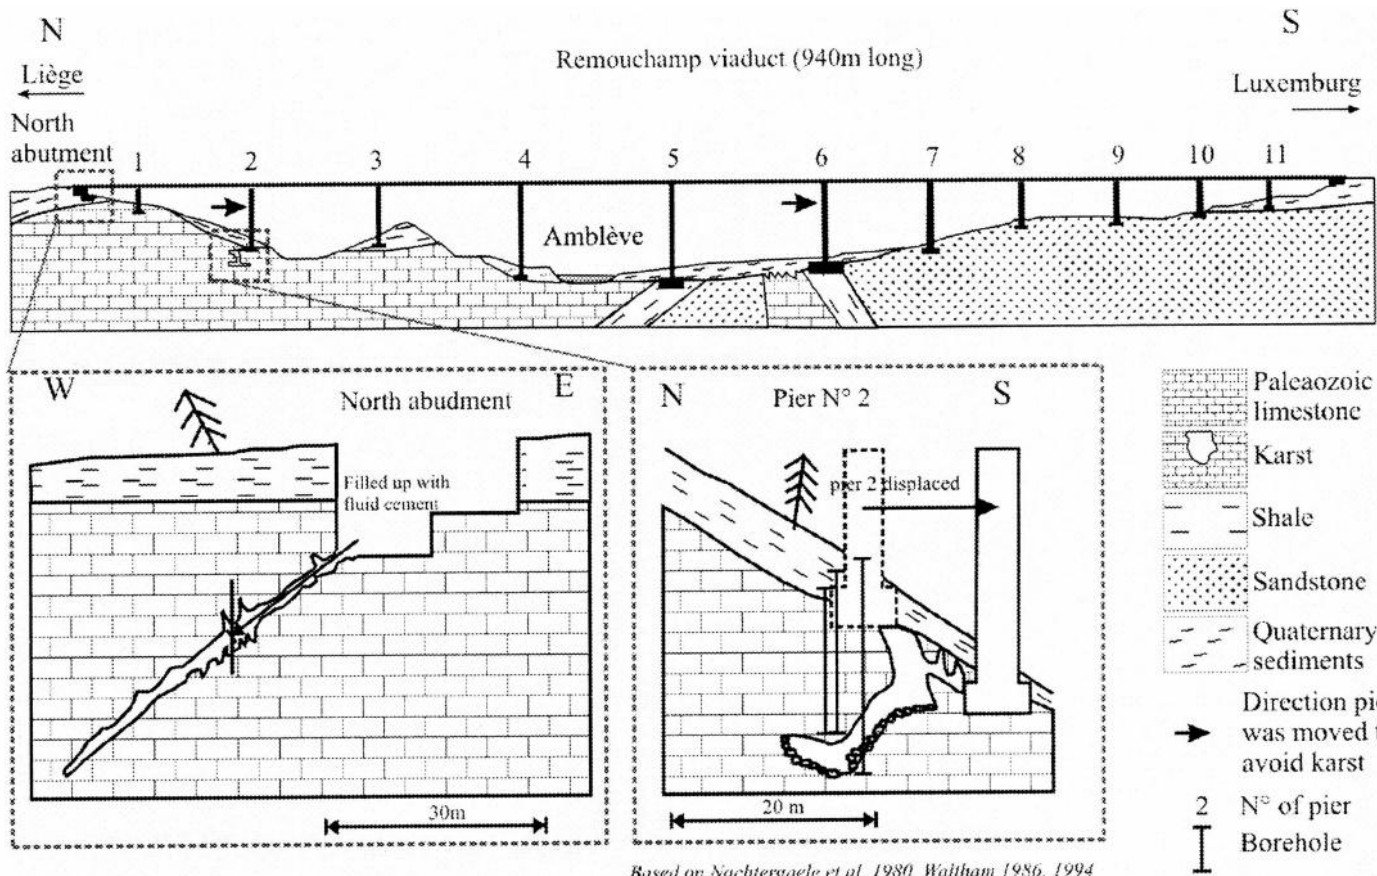 N
S
Remouchamp viaduct (940m long)
Liège
Luxemburg
North
abutment
1
2
3
4
5
6
7
8
9
10
11
Amblève
W
E
North abudment
Filled up with
fluid cement
30m
N
Pier N° 2
S
pier 2 displaced
20 m
Paleaozoic
limestone
Karst
Shale
Sandstone
Quaternary
sediments
Direction
was moved
avoid karst
2 N° of pier
Borehole
Based on Nachtergaele et al. 1980, Waltham 1986, 1994